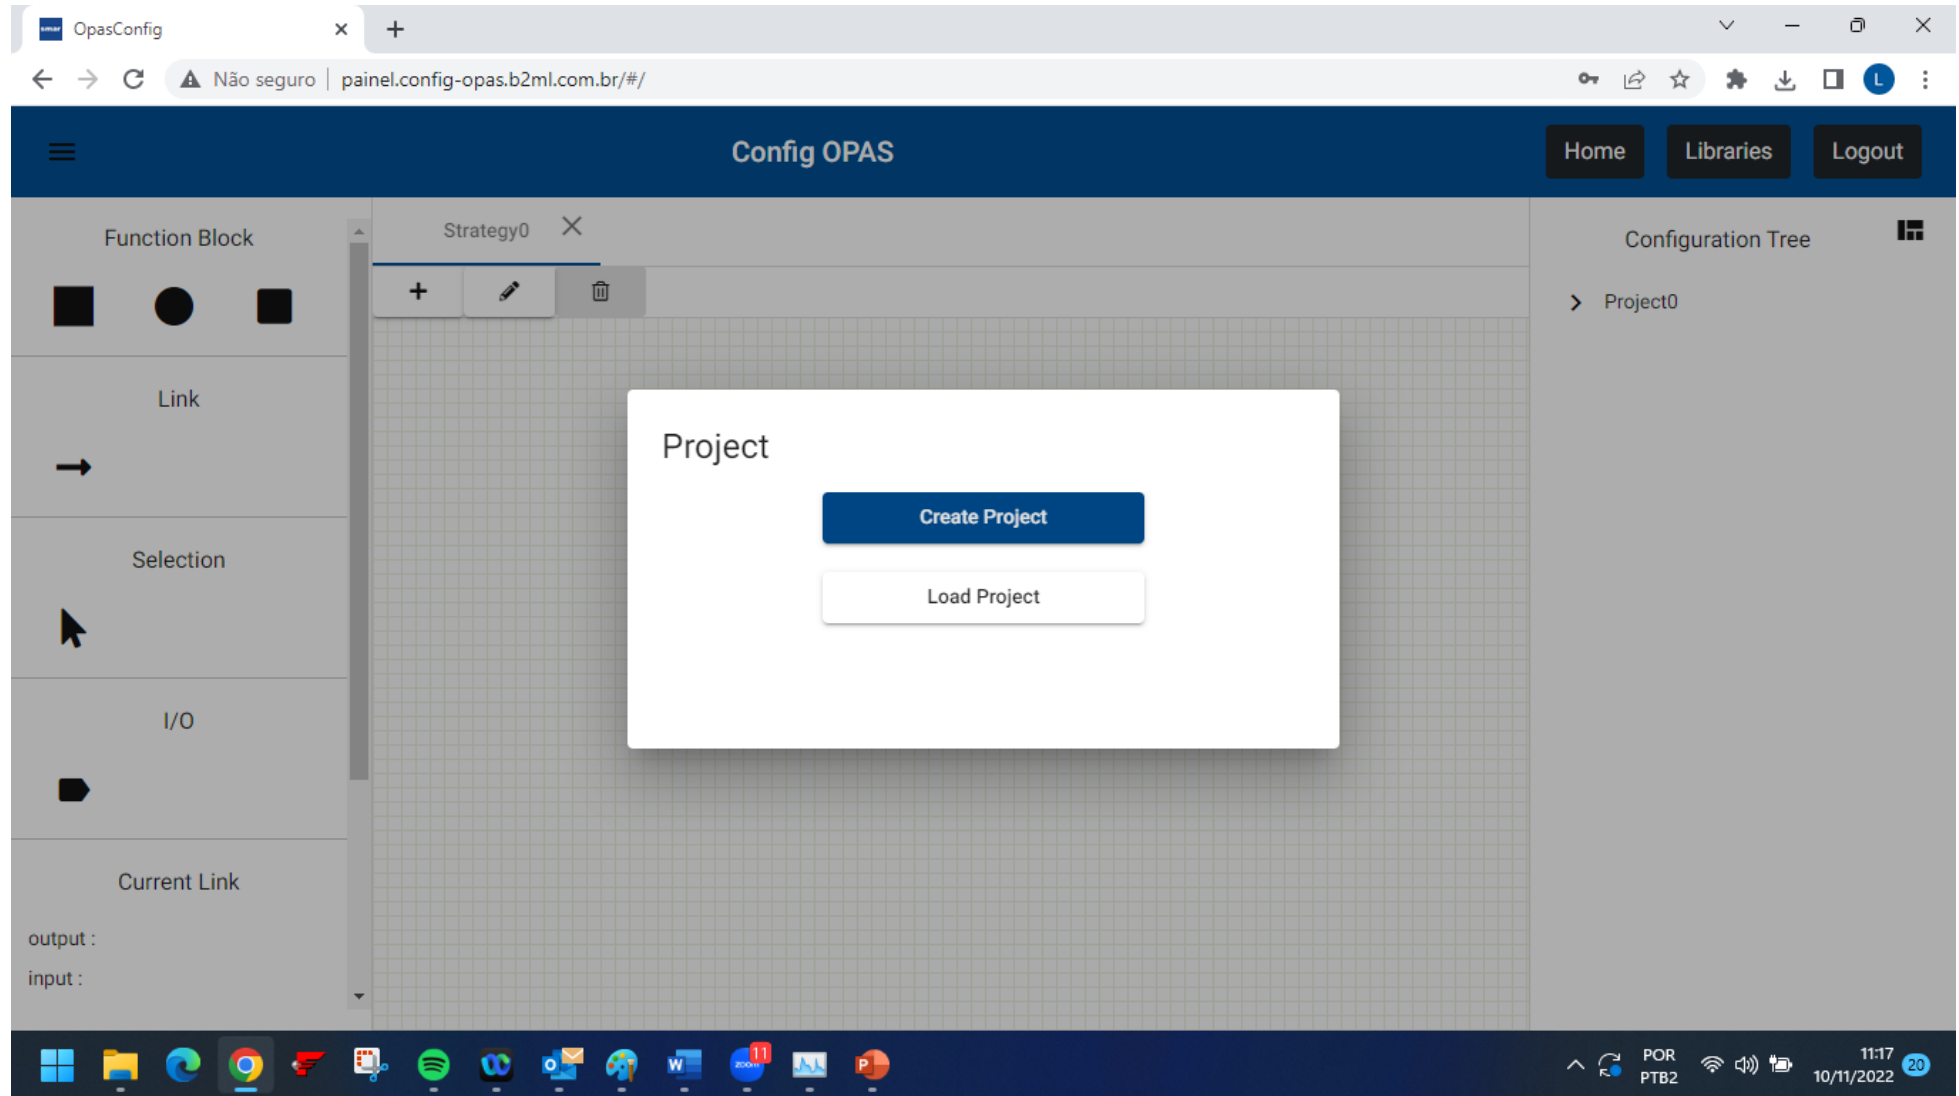 smar OpasConfig
Não seguro painel.config-opas.b2ml.com.br/#/
L
Config OPAS
Home Libraries Logout
Function Block
Strategy0
Configuration Tree
Project0
Link
Project
Create Project
Load Project
Selection
I/O
Current Link
output :
input :
W
zoom
11
P
POR
PTB2
11:17
10/11/2022
20